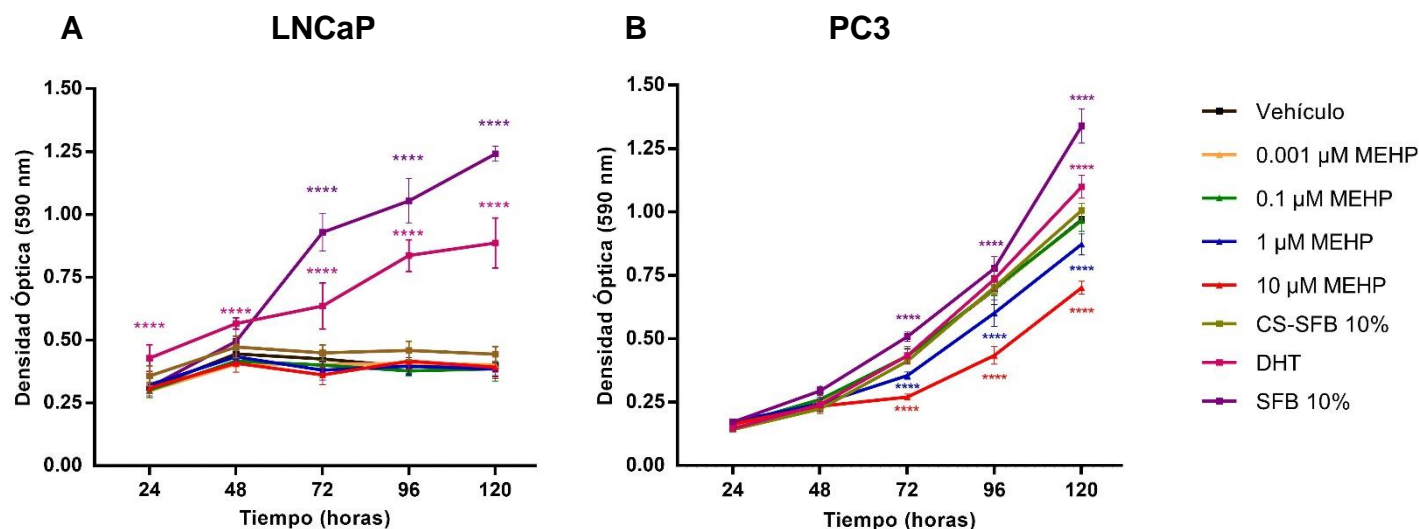 A
LNCaP
Densidad Óptica (590 nm)
1.50
1.25
1.00
0.75
0.50
0.25
0.00
****
****
****
****
****
****
****
****
24
48
72
96
120
Tiempo (horas)
B
PC3
Densidad Óptica (590 nm)
1.50
1.25
1.00
0.75
0.50
0.25
0.00
****
****
****
****
****
****
****
****
****
****
24
48
72
96
120
Tiempo (horas)
Vehículo
0.001 µM MEHP
0.1 µM MEHP
1 µM MEHP
10 µM MEHP
CS-SFB 10%
DHT
SFB 10%